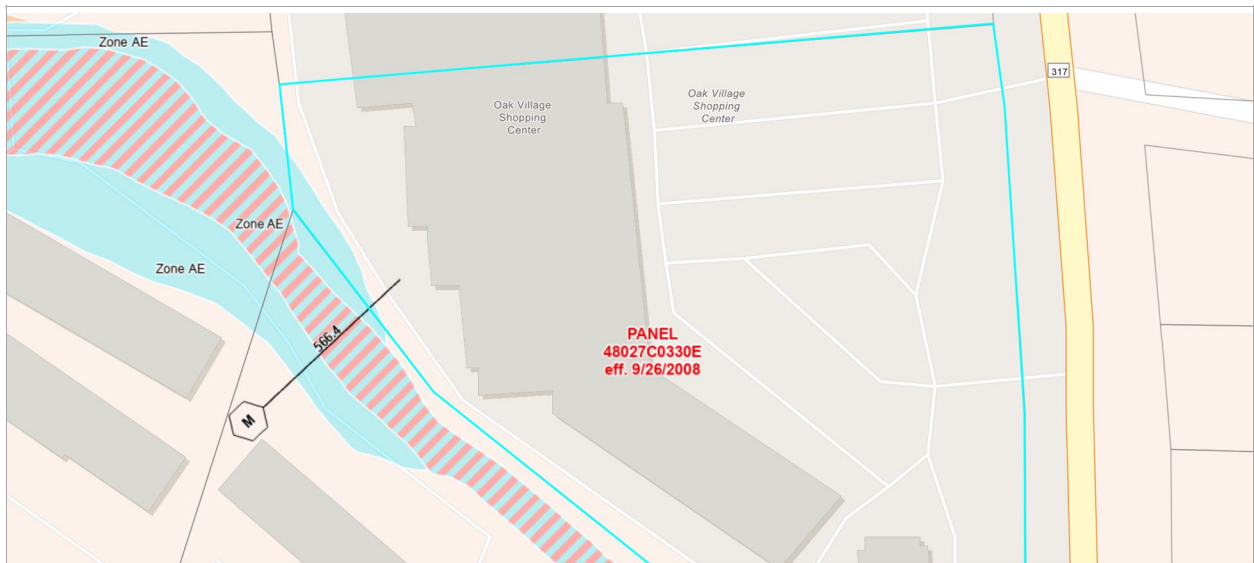 Zone AE
317
Oak Village
Shopping
Center
Oak Village
Shopping
Center
Zone AE
Zone AE
566.4
PANEL
48027C0330E
eff. 9/26/2008
M